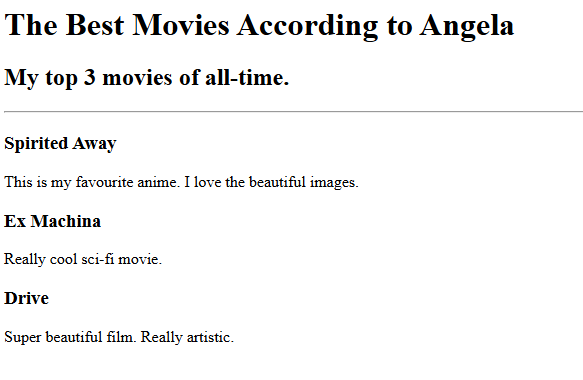 The Best Movies According to Angela
My top 3 movies of all-time.
Spirited Away
This is my favourite anime. I love the beautiful images.
Ex Machina
Really cool sci-fi movie.
Drive
Super beautiful film. Really artistic.